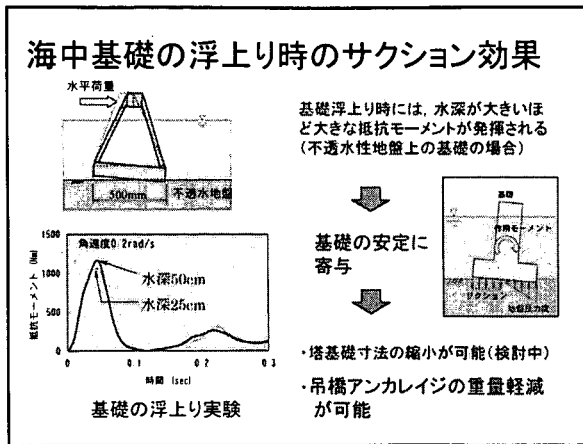 海中基礎の浮上り時のサクション効果
水平荷重
500mm
不透水地盤
基礎浮上り時には, 水深が大きいほ
ど大きな抵抗モーメントが発揮される
(不透水性地盤上の基礎の場合)
基礎の安定に
寄与
基礎
作用モーメント
サクション
地盤圧力度
・塔基礎寸法の縮小が可能(検討中)
・吊橋アンカレイジの重量軽減
が可能
抵抗モーメント (Nm)
1500
1000
500
0
角速度0.2rad/s
水深50cm
水深25cm
0
0.1
0.2
0.3
時間 (sec)
基礎の浮上り実験